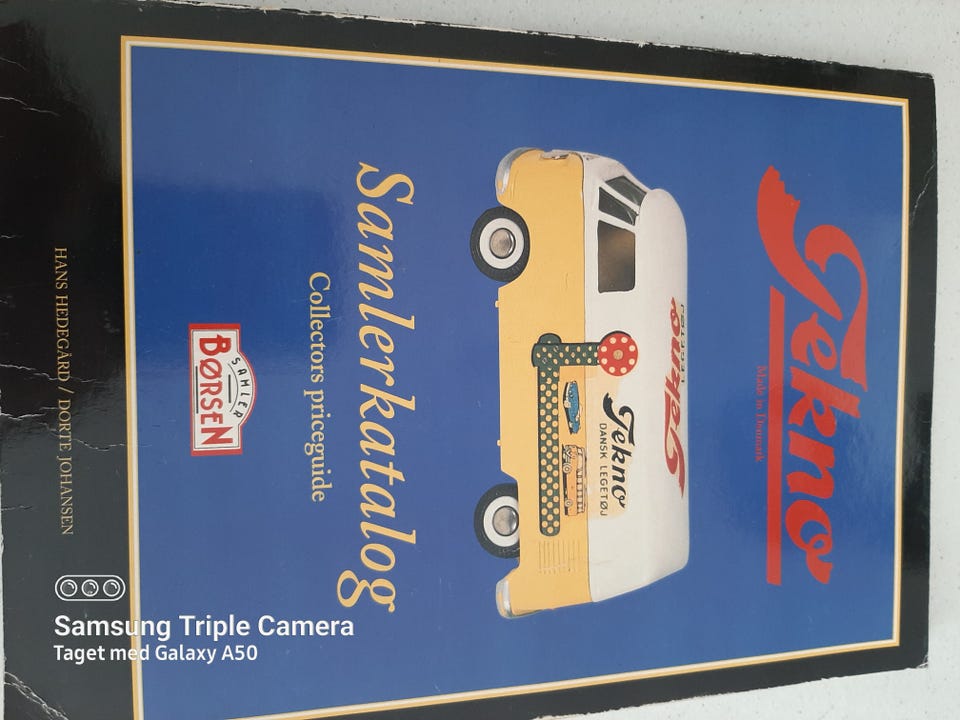 Tekno
Made in Denmark
Tekno
Tekno
DANSK LEGETØJ
Samlerkatalog
Collectors priceguide
SAMLER
BØRSEN
HANS HEDEGÅRD / DORTE JOHANSEN
Samsung Triple Camera
Taget med Galaxy A50